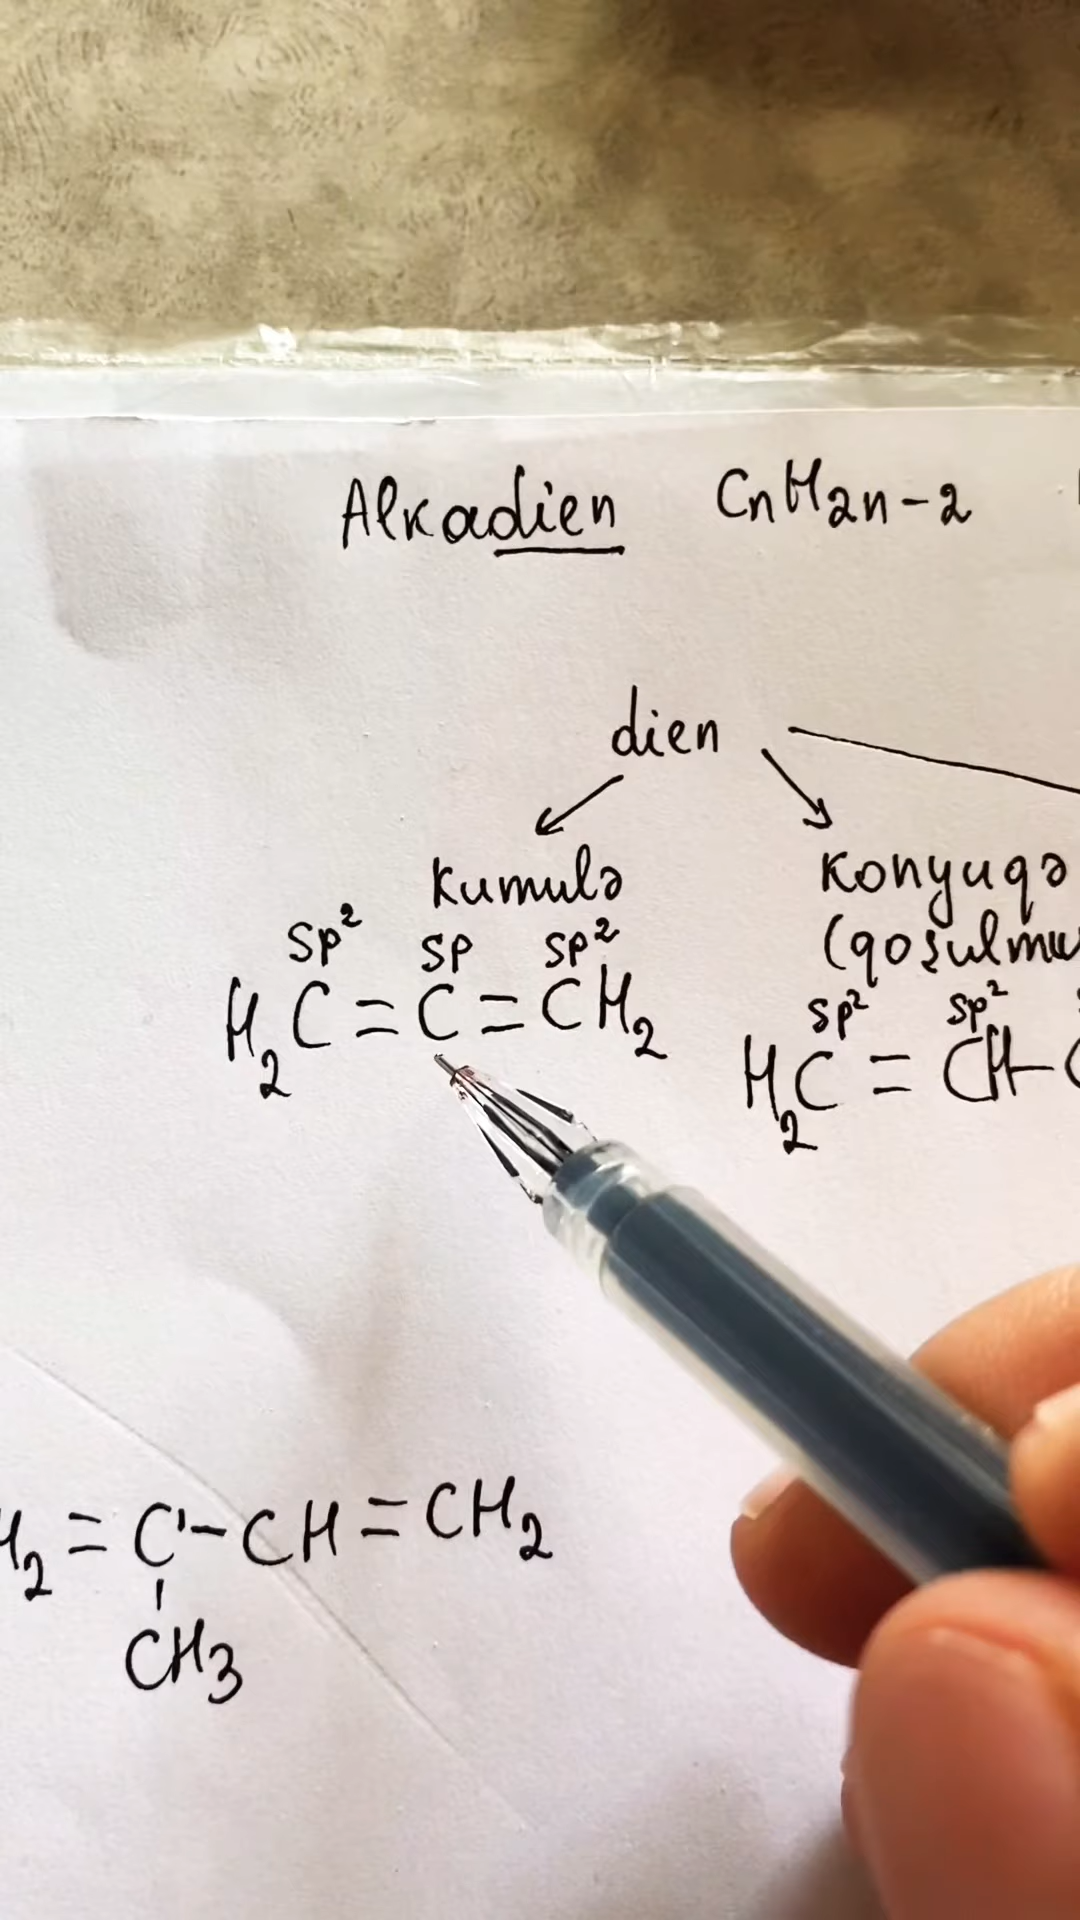 Alkadien CnH2n-2
dien
Kumulə
Konyuqə
(qoşulmu
sp² sp sp²
H2C=C=CH2
sp² sp²
H2C=CH-C
H2=C-CH=CH2
CH3